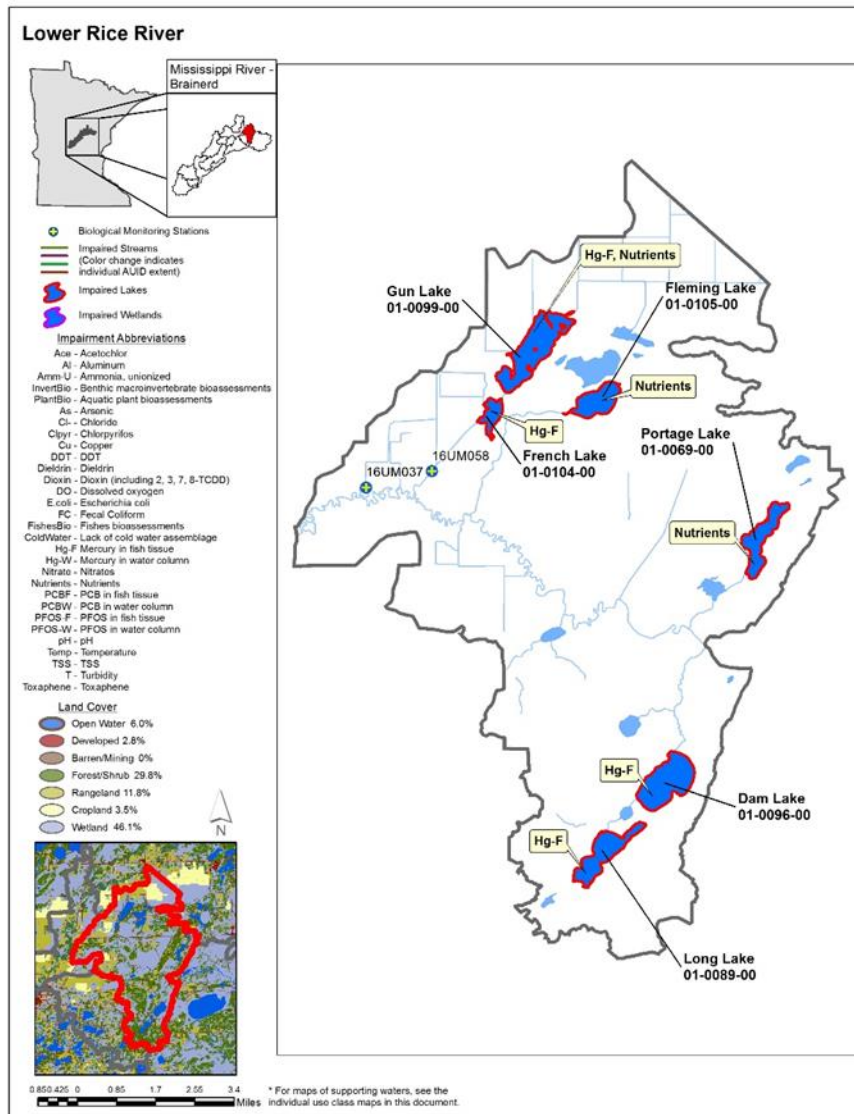 Lower Rice River
Mississippi River -
Brainerd
Biological Monitoring Stations
Impaired Streams
(Color change indicates
individual AUID extent)
Impaired Lakes
Impaired Wetlands
Impairment Abbreviations
Ace - Acetochlor
Al - Aluminum
Amm-U - Ammonia, unionized
InvertBio - Benthic macroinvertebrate bioassessments
PlantBio - Aquatic plant bioassessments
As - Arsenic
Cl- - Chloride
Clpyr - Chlorpyrifos
Cu - Copper
DDT - DDT
Dieldrin - Dieldrin
Dioxin - Dioxin (including 2, 3, 7, 8-TCDD)
DO - Dissolved oxygen
E.coli - Escherichia coli
FC - Fecal Coliform
FishesBio - Fishes bioassessments
ColdWater - Lack of cold water assemblage
Hg-F Mercury in fish tissue
Hg-W - Mercury in water column
Nitrate - Nitrates
Nutrients - Nutrients
PCBF - PCB in fish tissue
PCBW - PCB in water column
PFOS-F - PFOS in fish tissue
PFOS-W - PFOS in water column
pH - pH
Temp - Temperature
TSS - TSS
T - Turbidity
Toxaphene - Toxaphene
Land Cover
Open Water 6.0%
Developed 2.8%
Barren/Mining 0%
Forest/Shrub 29.8%
Rangeland 11.8%
Cropland 3.5%
Wetland 46.1%
N
0.85 0.425 0 0.85 1.7 2.55 3.4
Miles
* For maps of supporting waters, see the
individual use class maps in this document.
Hg-F, Nutrients
Gun Lake
01-0099-00
Fleming Lake
01-0105-00
Nutrients
Hg-F
French Lake
01-0104-00
16UM058
16UM037
Portage Lake
01-0069-00
Nutrients
Hg-F
Dam Lake
01-0096-00
Hg-F
Long Lake
01-0089-00